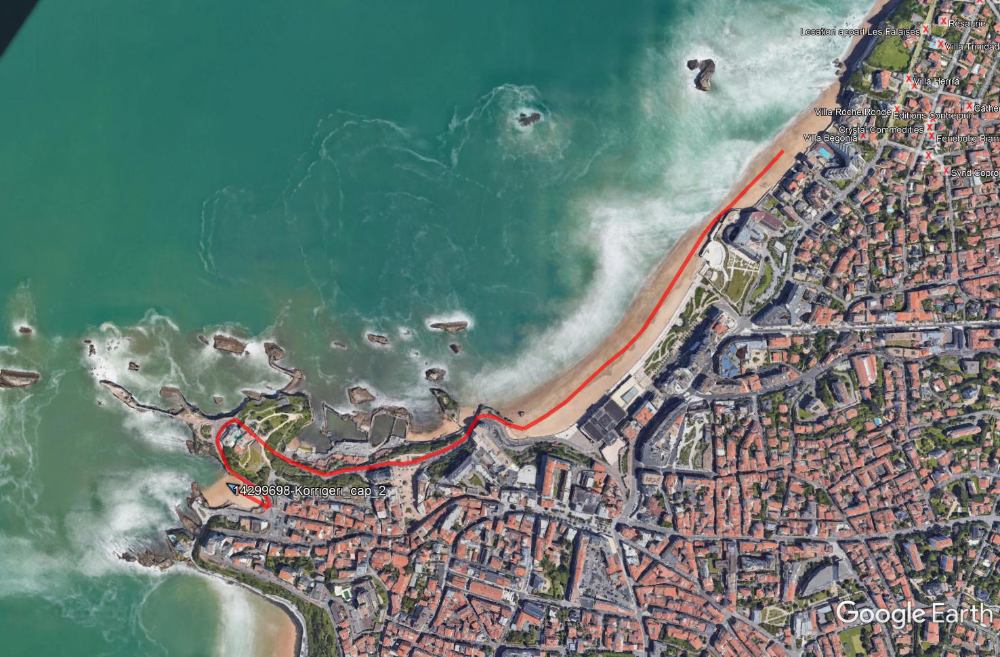 Resaurie
Location appart Les Falaises
Villa Trinidad
Villa Herrra
Cathe
Villa Roche Ronde
Editions Contrejour
Crystal Commodities
Villa Begonia
Feriebolig Biarr
Synd Copro
14299698-Korrigeri_cap_2
Google Earth